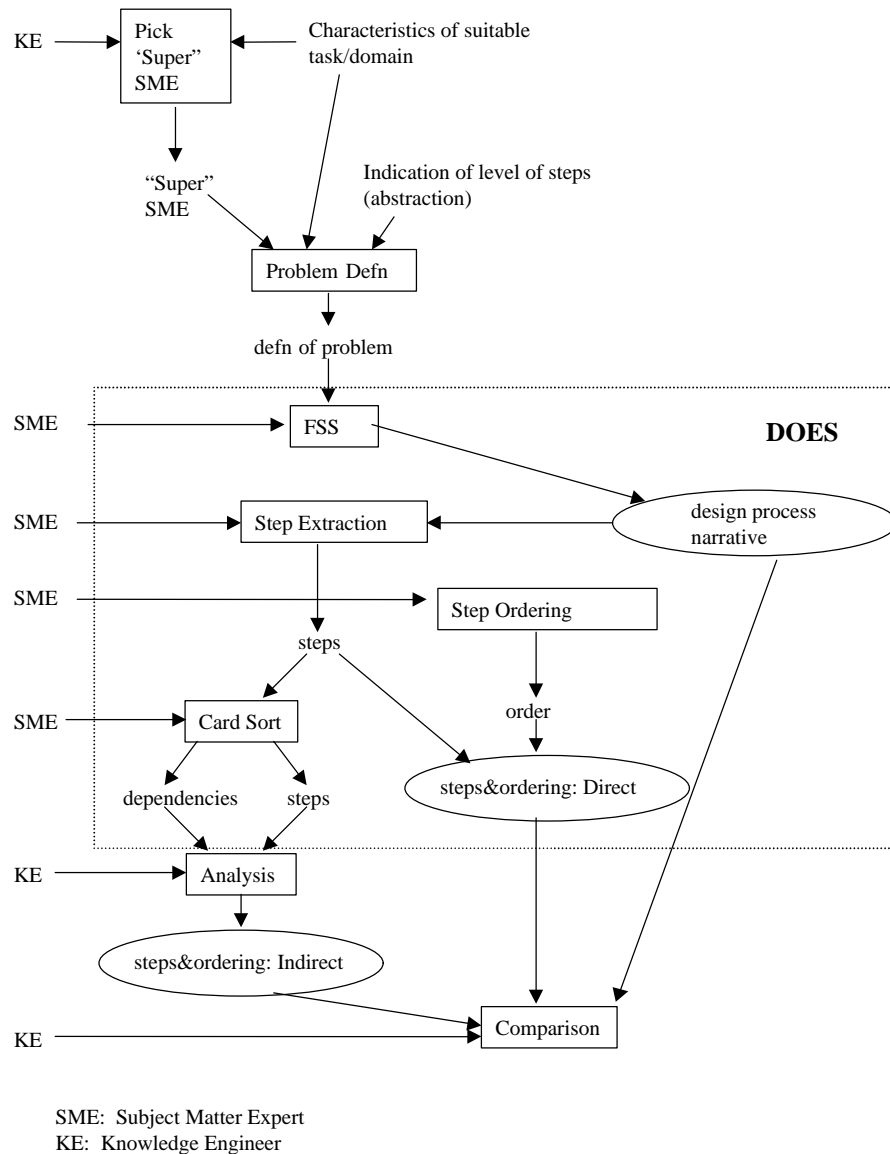 KE
Pick
‘Super”
SME
Characteristics of suitable
task/domain
“Super”
SME
Indication of level of steps
(abstraction)
Problem Defn
defn of problem
SME
FSS
DOES
SME
Step Extraction
design process
narrative
SME
Step Ordering
steps
SME
Card Sort
order
dependencies
steps
steps&ordering: Direct
KE
Analysis
steps&ordering: Indirect
KE
Comparison
SME: Subject Matter Expert
KE: Knowledge Engineer